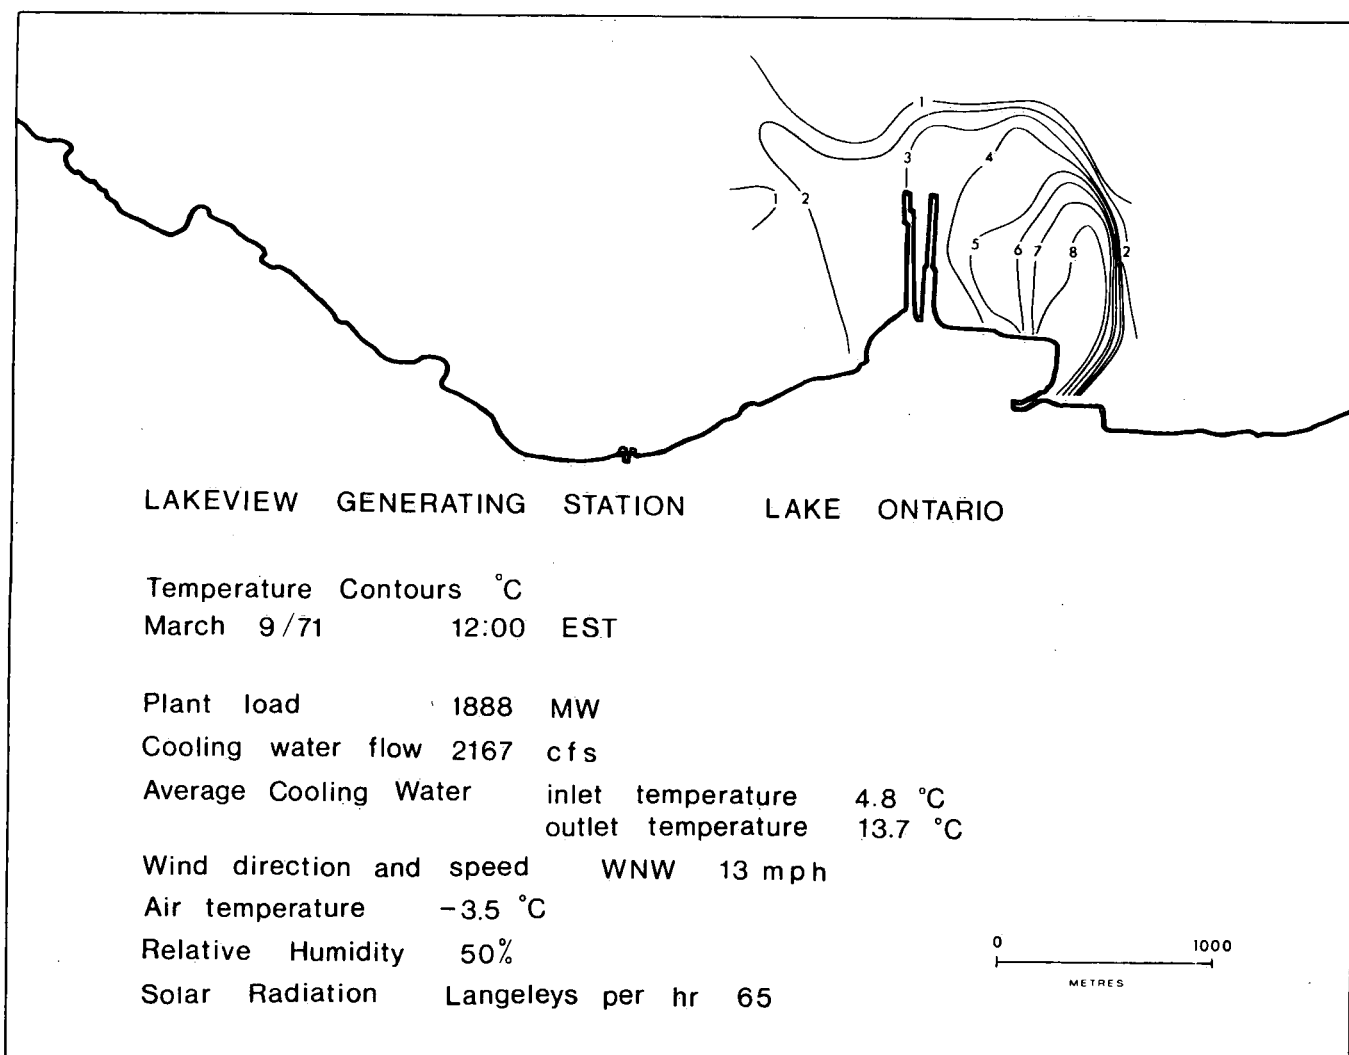 1
3
4
1
2
5
6
7
8
2
LAKEVIEW GENERATING STATION LAKE ONTARIO
Temperature Contours °C
March 9/71 12:00 EST
Plant load 1888 MW
Cooling water flow 2167 cfs
Average Cooling Water inlet temperature 4.8 °C
outlet temperature 13.7 °C
Wind direction and speed WNW 13 mph
Air temperature -3.5 °C
Relative Humidity 50%
Solar Radiation Langeleys per hr 65
0 1000
METRES